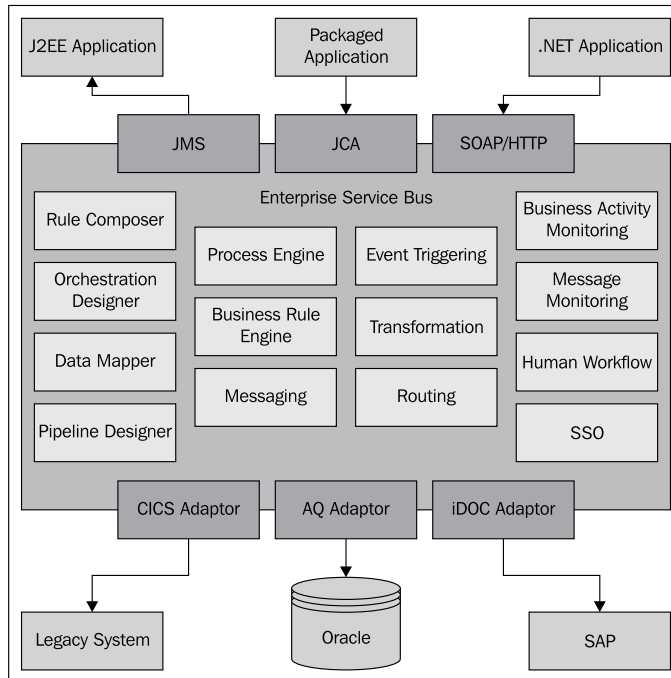 J2EE Application
Packaged
Application
.NET Application
JMS
JCA
SOAP/HTTP
Enterprise Service Bus
Rule Composer
Orchestration
Designer
Data Mapper
Pipeline Designer
Process Engine
Business Rule
Engine
Messaging
Event Triggering
Transformation
Routing
Business Activity
Monitoring
Message
Monitoring
Human Workflow
SSO
CICS Adaptor
AQ Adaptor
iDOC Adaptor
Legacy System
Oracle
SAP